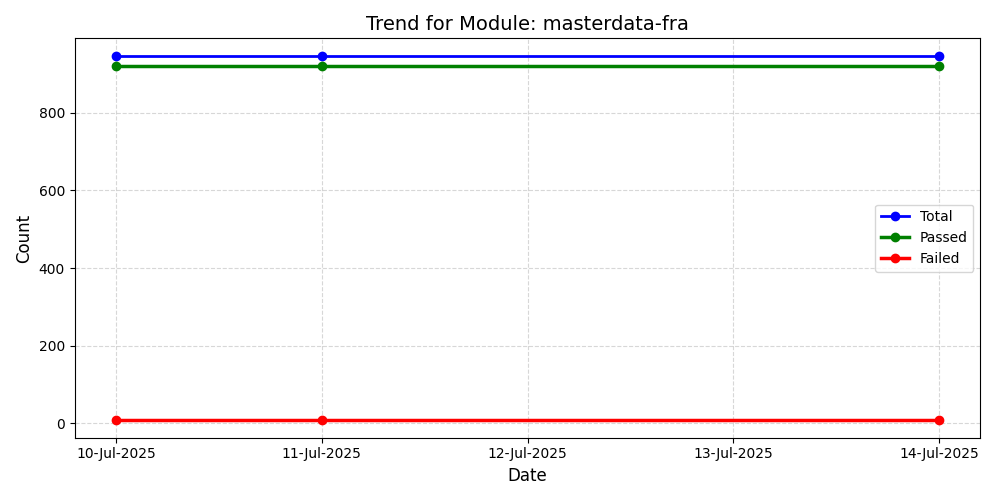 Trend for Module: masterdata-fra
Count
800
600
400
200
0
Total
Passed
Failed
10-Jul-2025
11-Jul-2025
12-Jul-2025
13-Jul-2025
14-Jul-2025
Date